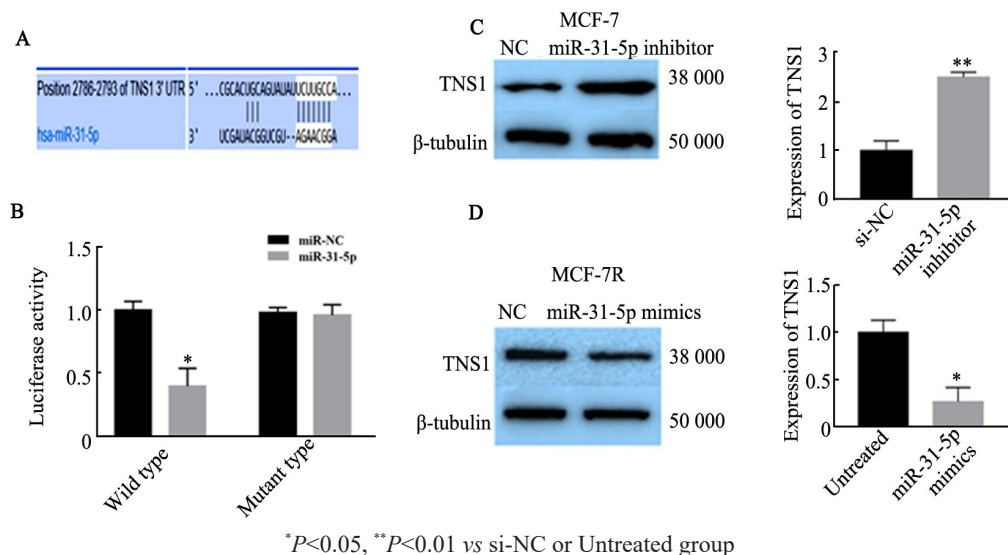 A
Position 2786-2793 of TNS1 3' UTR 5' ...CGCACUGCAGUAUAUUCUUGCCA...
hsa-miR-31-5p 3' UCGAUACGGUCGU--AGAACGGA
B
miR-NC
miR-31-5p
Luciferase activity
1.5
1.0
0.5
0
*
Wild type
Mutant type
C
MCF-7
NC miR-31-5p inhibitor
TNS1 38 000
β-tubulin 50 000
Expression of TNS1
3
2
1
0
**
si-NC
miR-31-5p
inhibitor
D
MCF-7R
NC miR-31-5p mimics
TNS1 38 000
β-tubulin 50 000
Expression of TNS1
1.5
1.0
0.5
0
*
Untreated
miR-31-5p
mimics
*P<0.05, **P<0.01 vs si-NC or Untreated group